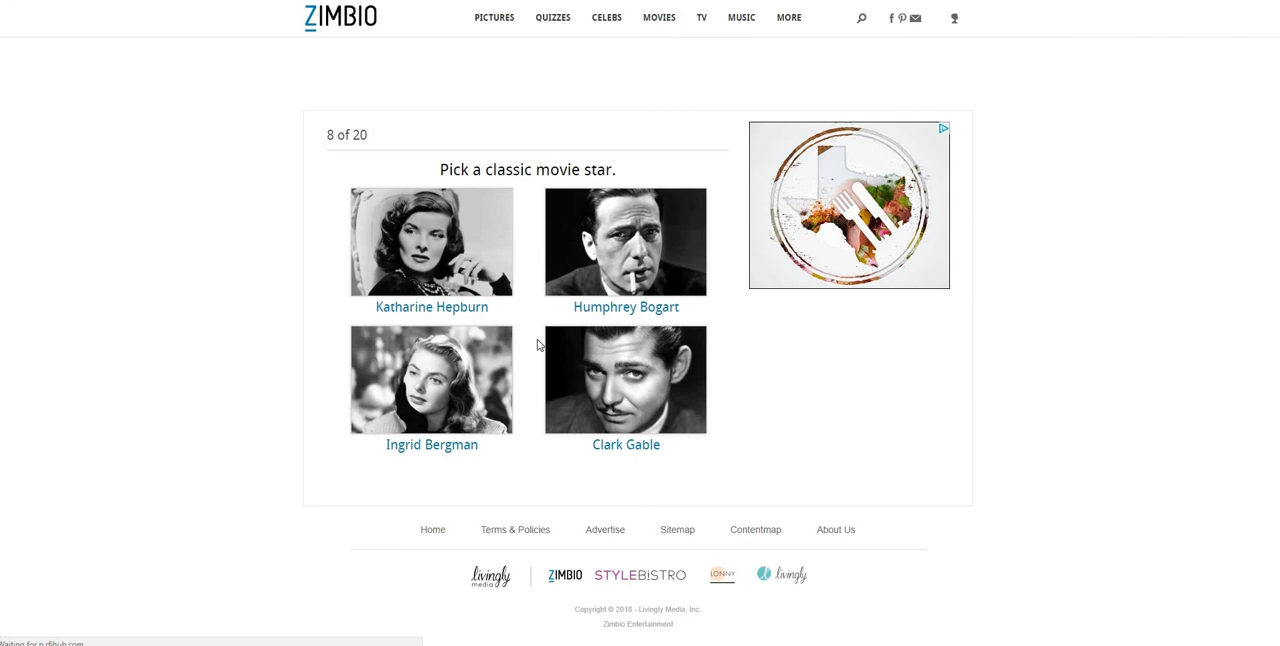 ZIMBIO
PICTURES QUIZZES CELEBS MOVIES TV MUSIC MORE
8 of 20
Pick a classic movie star.
Katharine Hepburn Humphrey Bogart
Ingrid Bergman Clark Gable
Home Terms & Policies Advertise Sitemap Contentmap About Us
livingly media ZIMBIO STYLEBISTRO LONNY livingly
Copyright © 2018 - Livingly Media, Inc.
Zimbio Entertainment
Waiting for p.rfihub.com